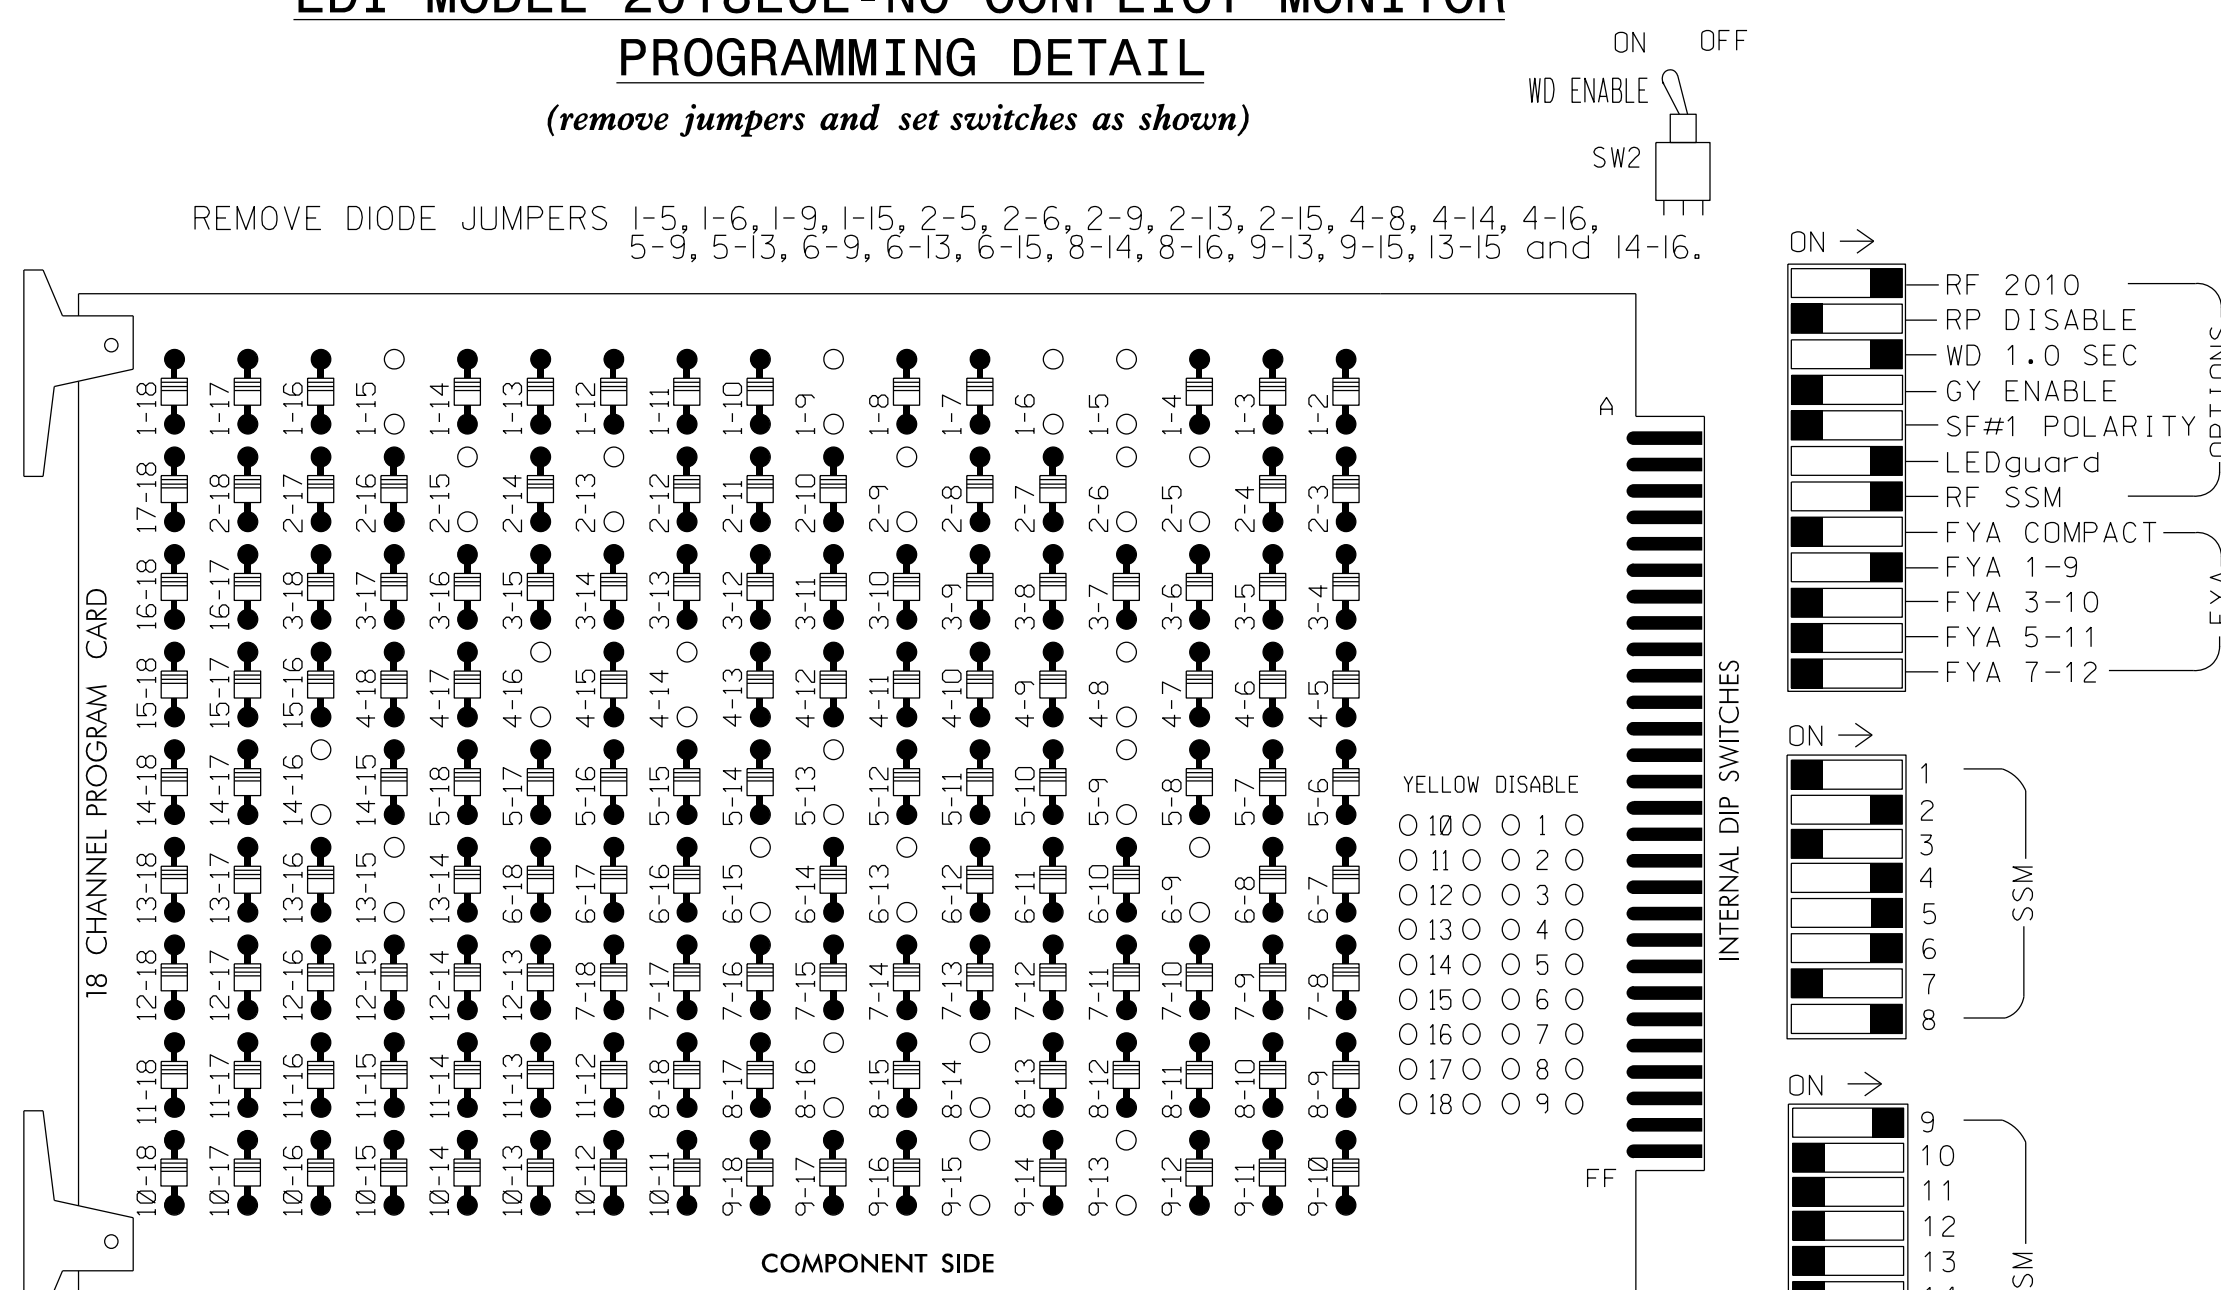 PROGRAMMING DETAIL
(remove jumpers and set switches as shown)
ON OFF
WD ENABLE
SW2
REMOVE DIODE JUMPERS 1-5, 1-6, 1-9, 1-15, 2-5, 2-6, 2-9, 2-13, 2-15, 4-8, 4-14, 4-16,
5-9, 5-13, 6-9, 6-13, 6-15, 8-14, 8-16, 9-13, 9-15, 13-15 and 14-16.
18 CHANNEL PROGRAM CARD
1-18 1-17 1-16 1-15 1-14 1-13 1-12 1-11 1-10 1-9 1-8 1-7 1-6 1-5 1-4 1-3 1-2
17-18 2-18 2-17 2-16 2-15 2-14 2-13 2-12 2-11 2-10 2-9 2-8 2-7 2-6 2-5 2-4 2-3
16-18 16-17 3-18 3-17 3-16 3-15 3-14 3-13 3-12 3-11 3-10 3-9 3-8 3-7 3-6 3-5 3-4
15-18 15-17 15-16 4-18 4-17 4-16 4-15 4-14 4-13 4-12 4-11 4-10 4-9 4-8 4-7 4-6 4-5
14-18 14-17 14-16 14-15 5-18 5-17 5-16 5-15 5-14 5-13 5-12 5-11 5-10 5-9 5-8 5-7 5-6
13-18 13-17 13-16 13-15 13-14 6-18 6-17 6-16 6-15 6-14 6-13 6-12 6-11 6-10 6-9 6-8 6-7
12-18 12-17 12-16 12-15 12-14 12-13 7-18 7-17 7-16 7-15 7-14 7-13 7-12 7-11 7-10 7-9 7-8
11-18 11-17 11-16 11-15 11-14 11-13 11-12 8-18 8-17 8-16 8-15 8-14 8-13 8-12 8-11 8-10 8-9
10-18 10-17 10-16 10-15 10-14 10-13 10-12 10-11 9-18 9-17 9-16 9-15 9-14 9-13 9-12 9-11 9-10
COMPONENT SIDE
YELLOW DISABLE
10 1
11 2
12 3
13 4
14 5
15 6
16 7
17 8
18 9
A
FF
INTERNAL DIP SWITCHES
ON →
RF 2010
RP DISABLE
WD 1.0 SEC
GY ENABLE
SF#1 POLARITY
LEDguard
RF SSM
OPTIONS
FYA COMPACT
FYA 1-9
FYA 3-10
FYA 5-11
FYA 7-12
FYA
ON →
1
2
3
4
5
6
7
8
SSM
ON →
9
10
11
12
13